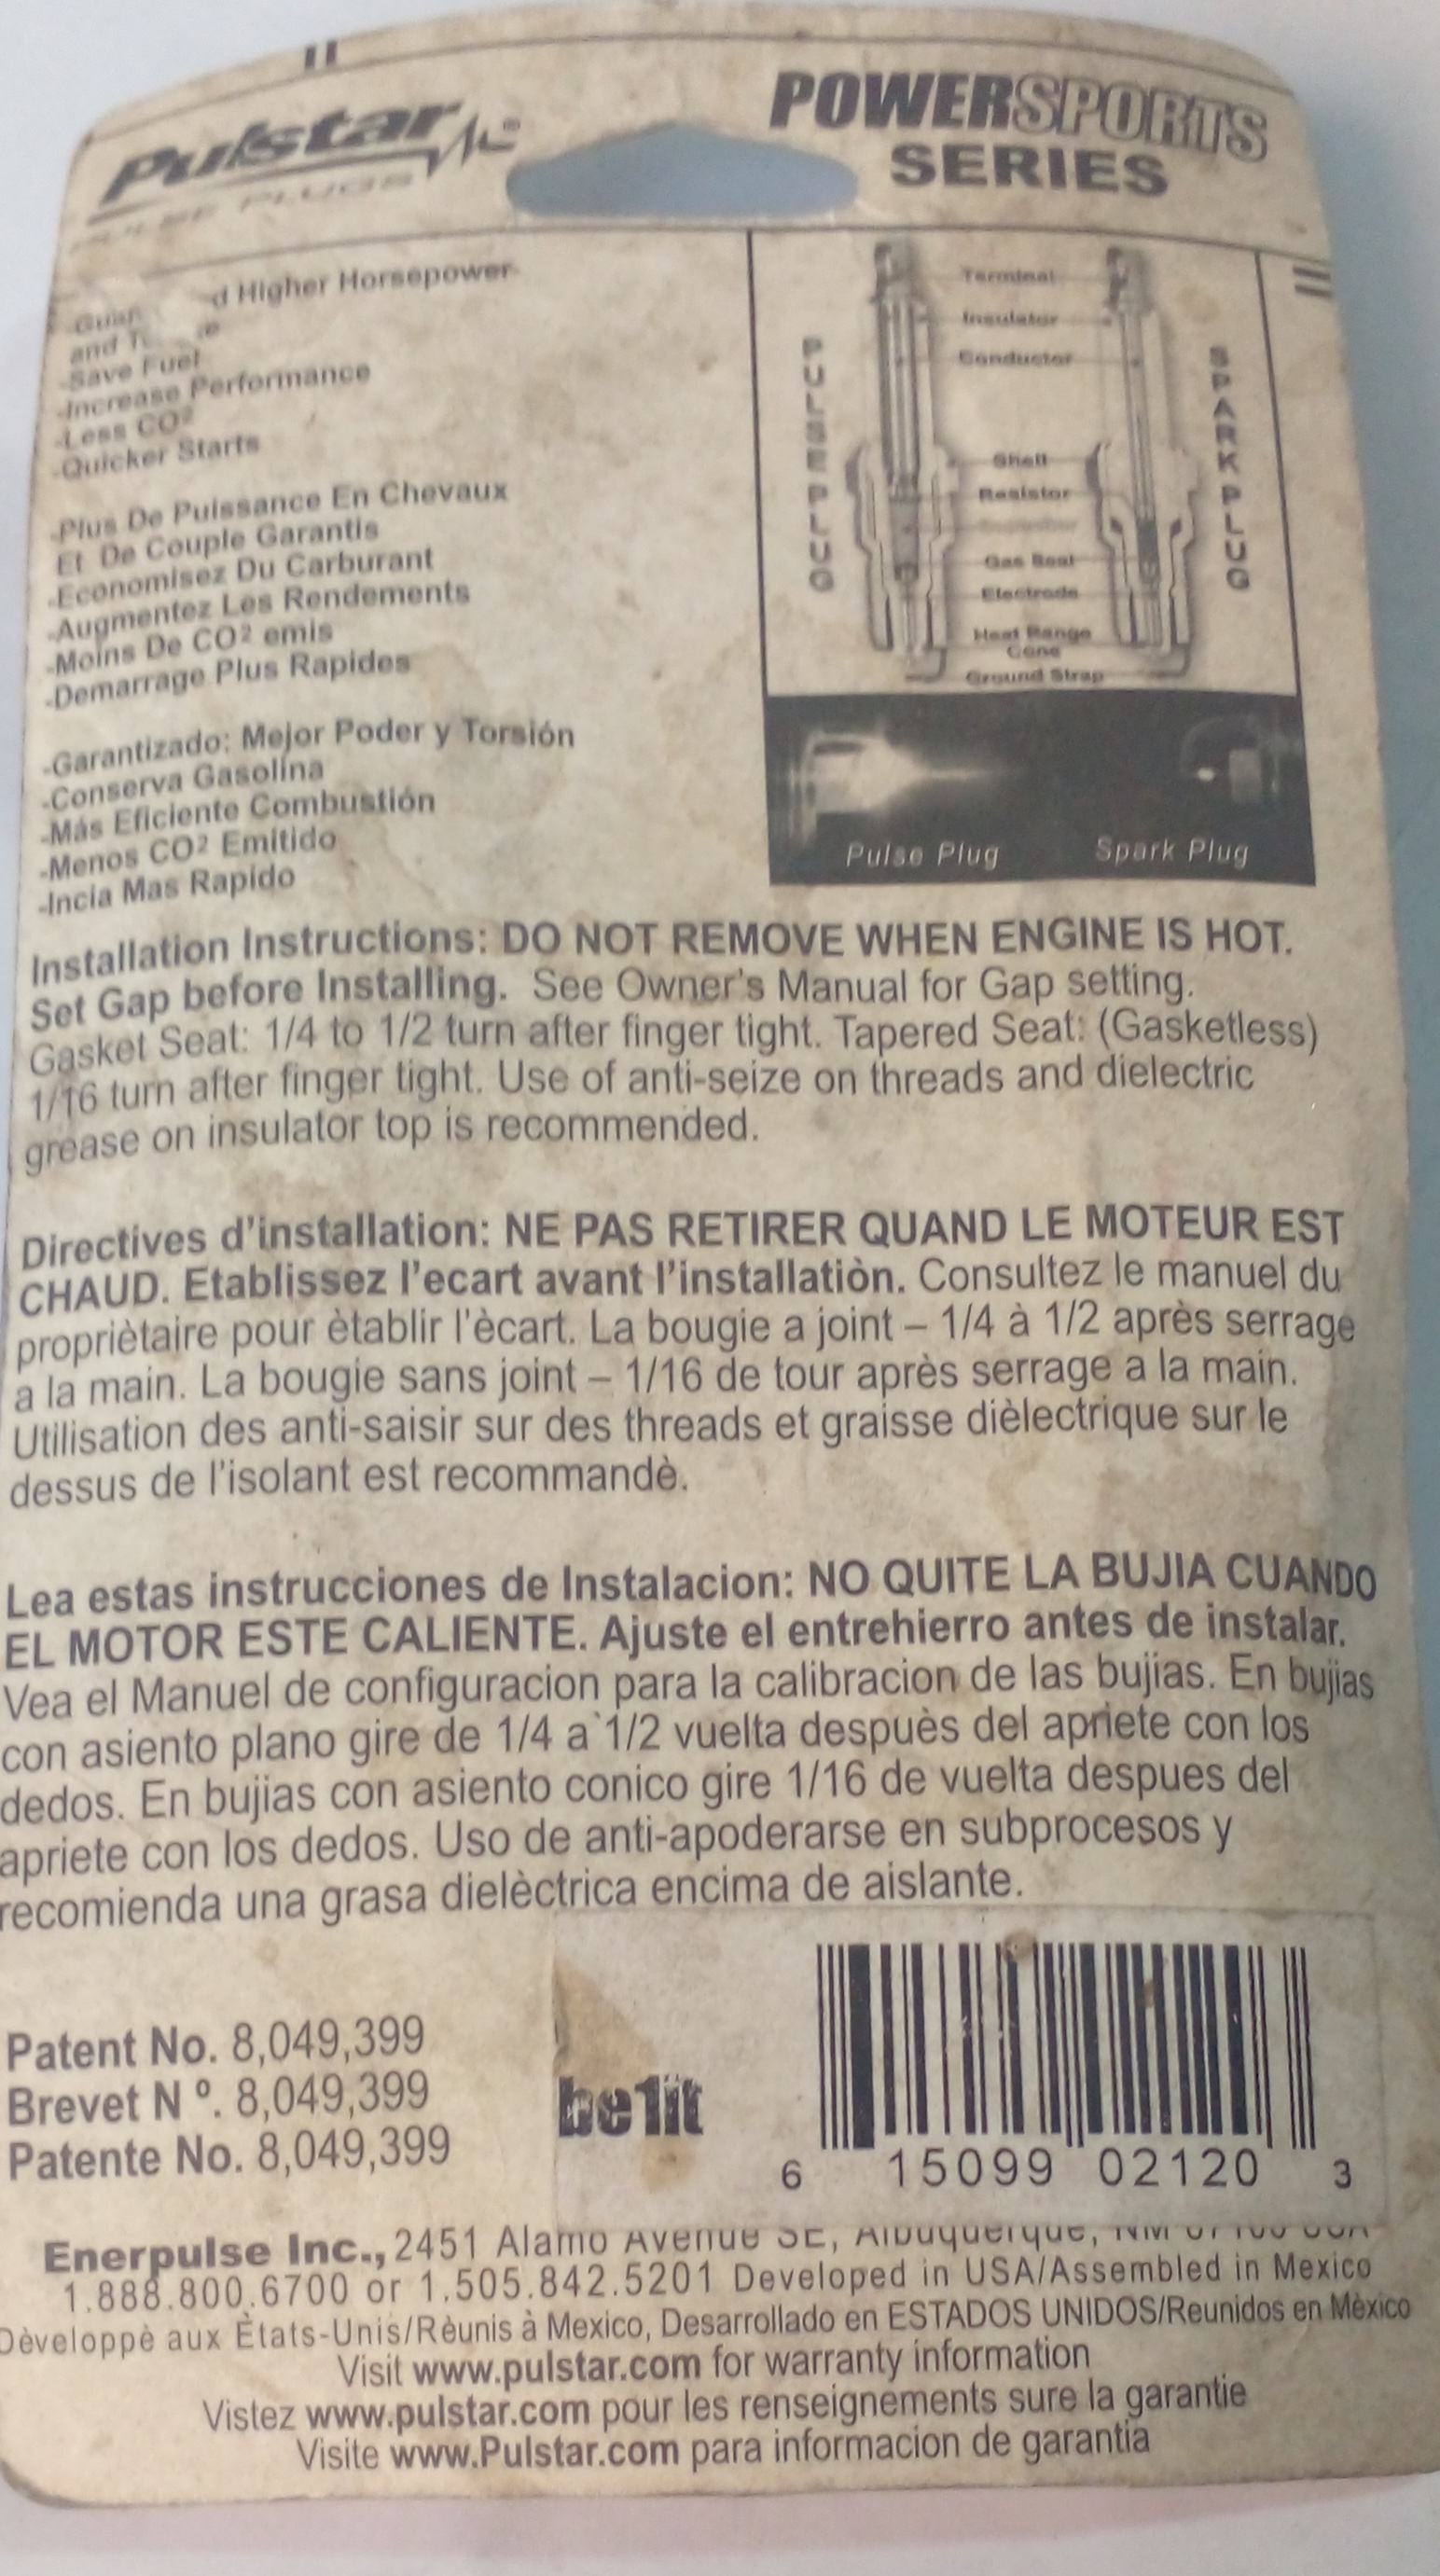 Pulstar
PULSE PLUGS
POWERSPORTS
SERIES
d Higher Horsepower
and
-Save Fuel
-Increase Performance
-Less CO²
-Quicker Starts
-Plus De Puissance En Chevaux
Et De Couple Garantis
-Economisez Du Carburant
-Augmentez Les Rendements
-Moins De CO² emis
-Demarrage Plus Rapides
-Garantizado: Mejor Poder y Torsión
-Conserva Gasolina
-Más Eficiente Combustión
-Menos CO² Emitido
-Incia Mas Rapido
PULSE PLUG
Terminal
Insulator
Conductor
Shell
Resistor
Gas Seal
Electrode
Heat Range
Cone
Ground Strap
SPARK PLUG
Pulse Plug
Spark Plug
Installation Instructions: DO NOT REMOVE WHEN ENGINE IS HOT.
Set Gap before Installing. See Owner's Manual for Gap setting.
Gasket Seat: 1/4 to 1/2 turn after finger tight. Tapered Seat: (Gasketless)
1/16 turn after finger tight. Use of anti-seize on threads and dielectric
grease on insulator top is recommended.
Directives d'installation: NE PAS RETIRER QUAND LE MOTEUR EST
CHAUD. Etablissez l'ecart avant l'installatiòn. Consultez le manuel du
propriètaire pour ètablir l'ècart. La bougie a joint – 1/4 à 1/2 après serrage
a la main. La bougie sans joint – 1/16 de tour après serrage a la main.
Utilisation des anti-saisir sur des threads et graisse dièlectrique sur le
dessus de l'isolant est recommandè.
Lea estas instrucciones de Instalacion: NO QUITE LA BUJIA CUANDO
EL MOTOR ESTE CALIENTE. Ajuste el entrehierro antes de instalar.
Vea el Manuel de configuracion para la calibracion de las bujias. En bujias
con asiento plano gire de 1/4 a 1/2 vuelta despuès del apriete con los
dedos. En bujias con asiento conico gire 1/16 de vuelta despues del
apriete con los dedos. Uso de anti-apoderarse en subprocesos y
recomienda una grasa dielèctrica encima de aislante.
Patent No. 8,049,399
Brevet N º. 8,049,399
Patente No. 8,049,399
be1it
6 15099 02120 3
Enerpulse Inc., 2451 Alamo Avenue SE, Albuquerque, NM
1.888.800.6700 or 1.505.842.5201 Developed in USA/Assembled in Mexico
Dèveloppè aux Ètats-Unis/Rèunis à Mexico, Desarrollado en ESTADOS UNIDOS/Reunidos en Mèxico
Visit www.pulstar.com for warranty information
Vistez www.pulstar.com pour les renseignements sure la garantie
Visite www.Pulstar.com para informacion de garantia